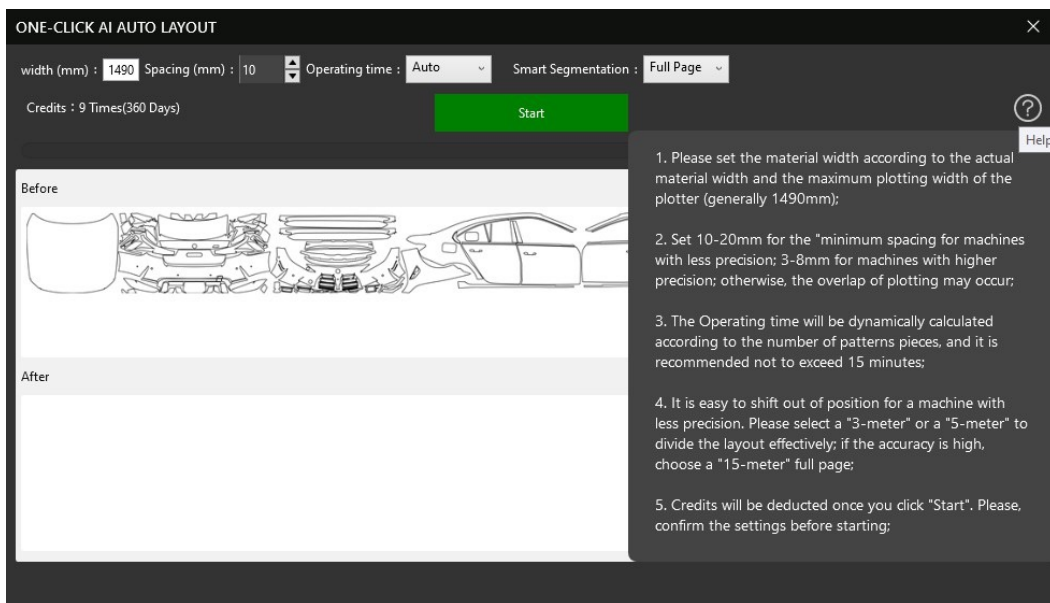 ONE-CLICK AI AUTO LAYOUT
width (mm) : 1490 Spacing (mm) : 10 Operating time : Auto Smart Segmentation : Full Page
Credits : 9 Times(360 Days)
Start
Help
Before
After
1. Please set the material width according to the actual
material width and the maximum plotting width of the
plotter (generally 1490mm);
2. Set 10-20mm for the "minimum spacing for machines
with less precision; 3-8mm for machines with higher
precision; otherwise, the overlap of plotting may occur;
3. The Operating time will be dynamically calculated
according to the number of patterns pieces, and it is
recommended not to exceed 15 minutes;
4. It is easy to shift out of position for a machine with
less precision. Please select a "3-meter" or a "5-meter" to
divide the layout effectively; if the accuracy is high,
choose a "15-meter" full page;
5. Credits will be deducted once you click "Start". Please,
confirm the settings before starting;